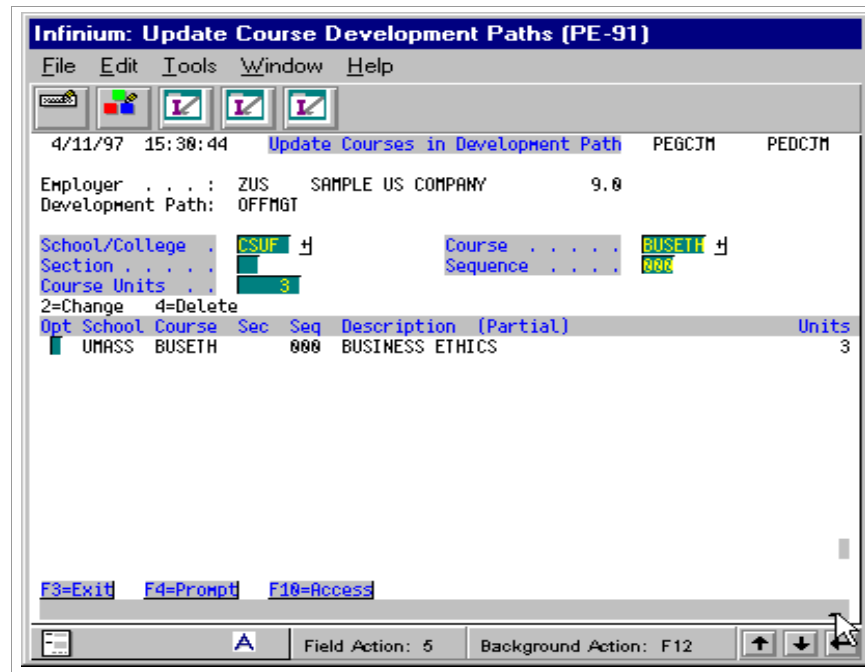 Infinium: Update Course Development Paths (PE-91)
File Edit Tools Window Help
4/11/97 15:30:44 Update Courses in Development Path PEGCJM PEDCJM
Employer . . . : ZUS SAMPLE US COMPANY 9.0
Development Path: OFFMGT
School/College . CSUF + Course . . . . . BUSETH +
Section . . . . . Sequence . . . . 000
Course Units . . 3
2=Change 4=Delete
Opt School Course Sec Seq Description (Partial) Units
UMASS BUSETH 000 BUSINESS ETHICS 3
F3=Exit F4=Prompt F10=Access
A Field Action: 5 Background Action: F12